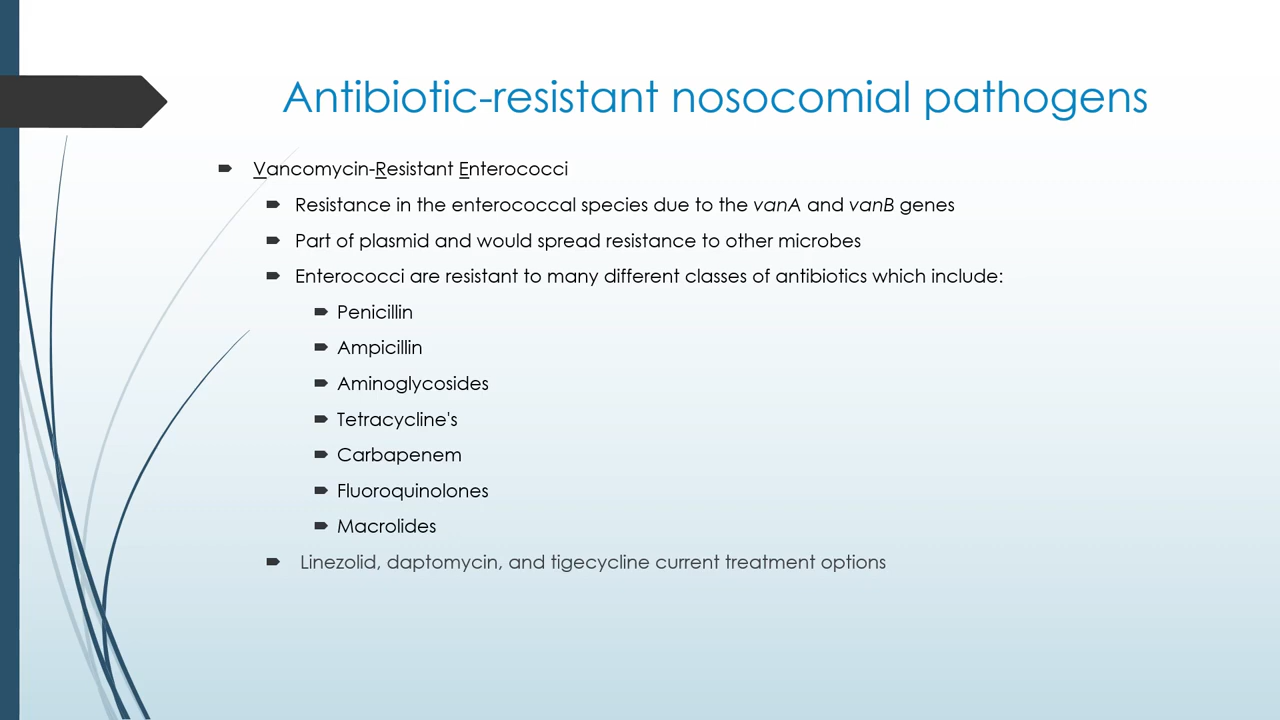 Antibiotic-resistant nosocomial pathogens
Vancomycin-Resistant Enterococci
Resistance in the enterococcal species due to the vanA and vanB genes
Part of plasmid and would spread resistance to other microbes
Enterococci are resistant to many different classes of antibiotics which include:
Penicillin
Ampicillin
Aminoglycosides
Tetracycline's
Carbapenem
Fluoroquinolones
Macrolides
Linezolid, daptomycin, and tigecycline current treatment options